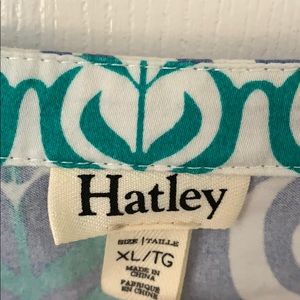 Hatley
SIZE | TAILLE
XL/TG
MADE IN
CHINA
FABRIQUÉ
EN CHINE